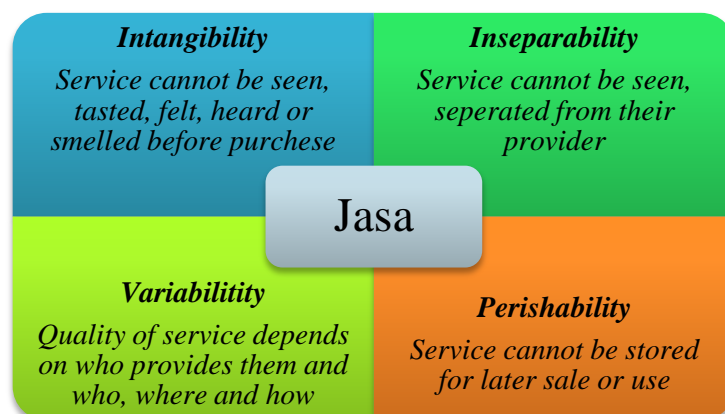 Intangibility
Service cannot be seen,
tasted, felt, heard or
smelled before purchese
Inseparability
Service cannot be seen,
seperated from their
provider
Jasa
Variabilitity
Quality of service depends
on who provides them and
who, where and how
Perishability
Service cannot be stored
for later sale or use